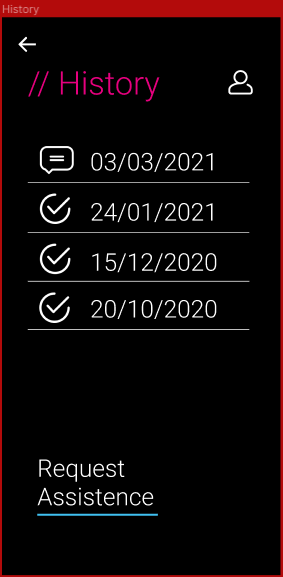 History
// History
03/03/2021
24/01/2021
15/12/2020
20/10/2020
Request
Assistence